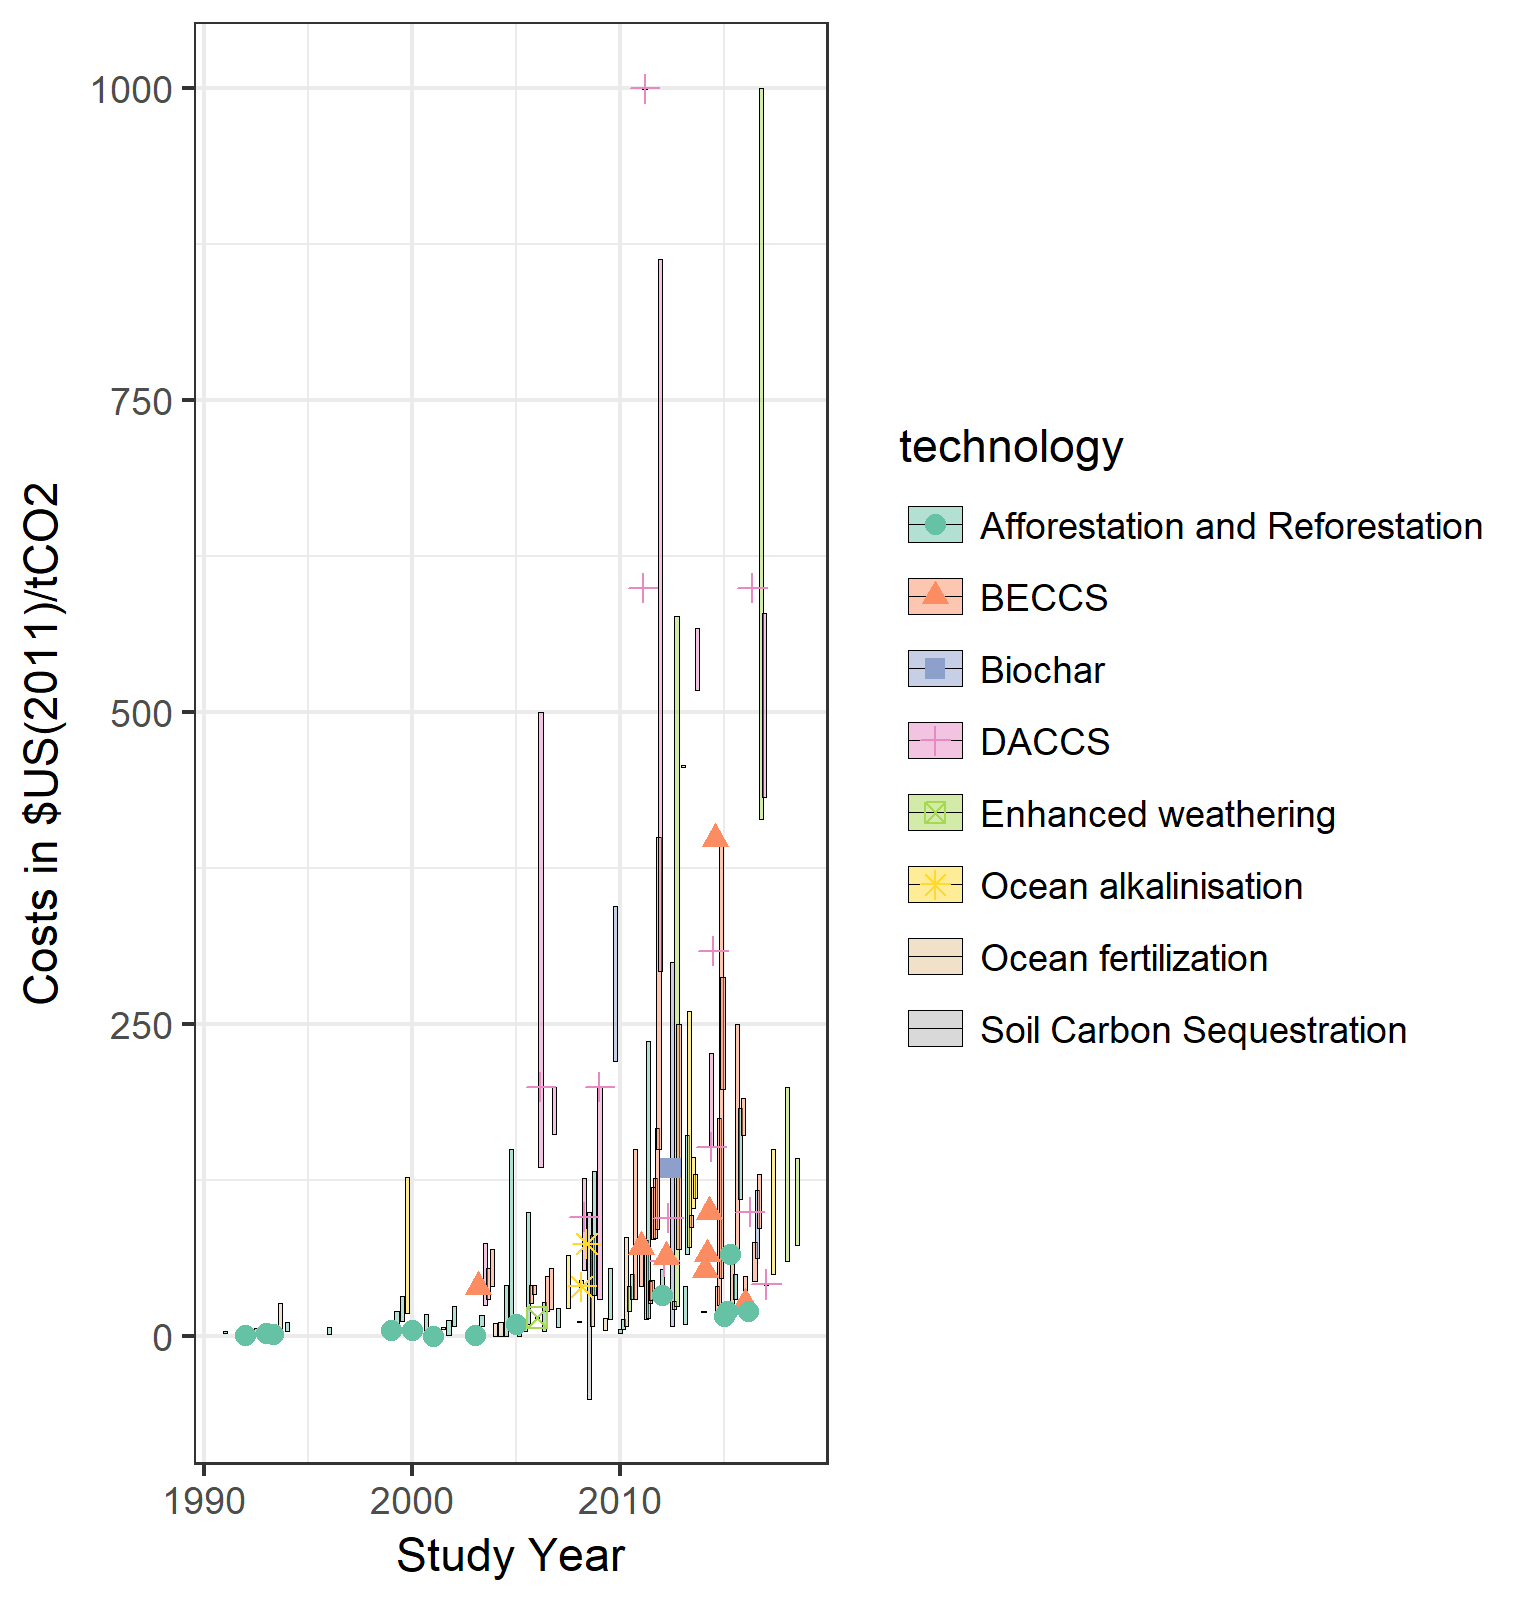 1000
750
500
250
0
Costs in $US(2011)/tCO2
1990
2000
2010
Study Year
technology
Afforestation and Reforestation
BECCS
Biochar
DACCS
Enhanced weathering
Ocean alkalinisation
Ocean fertilization
Soil Carbon Sequestration